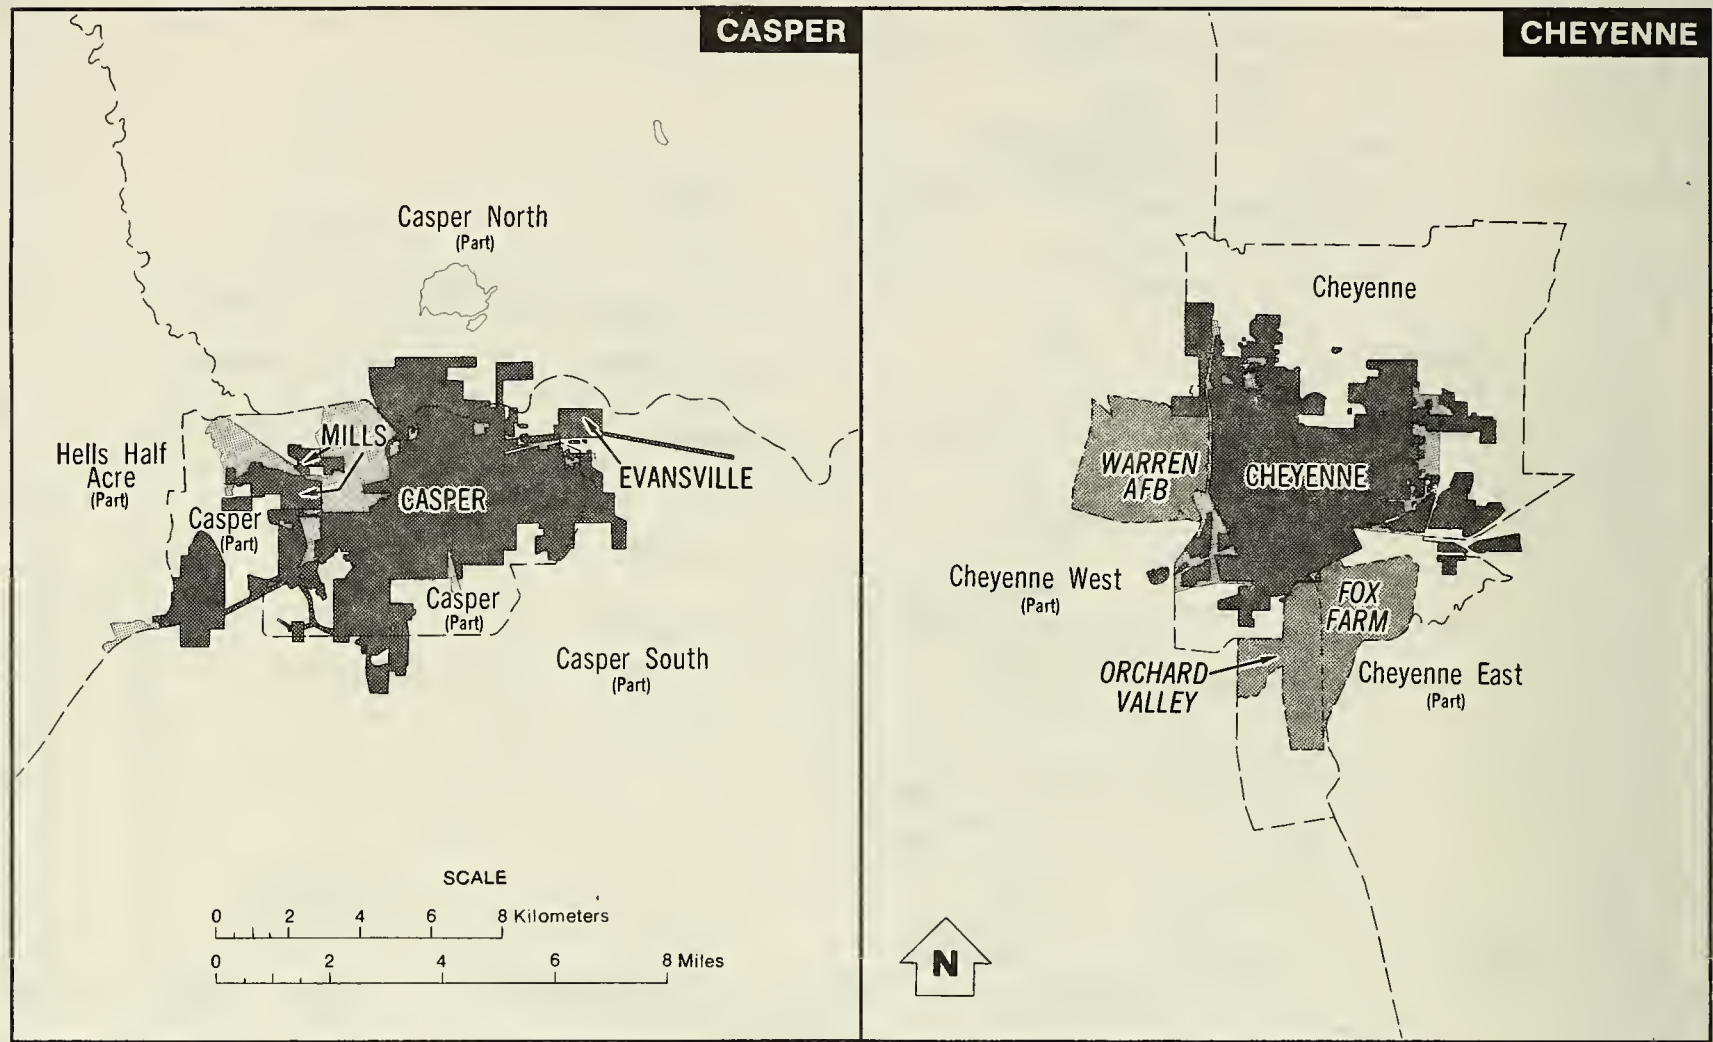 CASPER
Casper North
(Part)
MILLS
Hells Half
Acre
(Part)
CASPER
EVANSVILLE
Casper
(Part)
Casper
(Part)
Casper South
(Part)
SCALE
0 2 4 6 8 Kilometers
0 2 4 6 8 Miles
CHEYENNE
Cheyenne
WARREN
AFB
CHEYENNE
Cheyenne West
(Part)
FOX
FARM
ORCHARD
VALLEY
Cheyenne East
(Part)
N